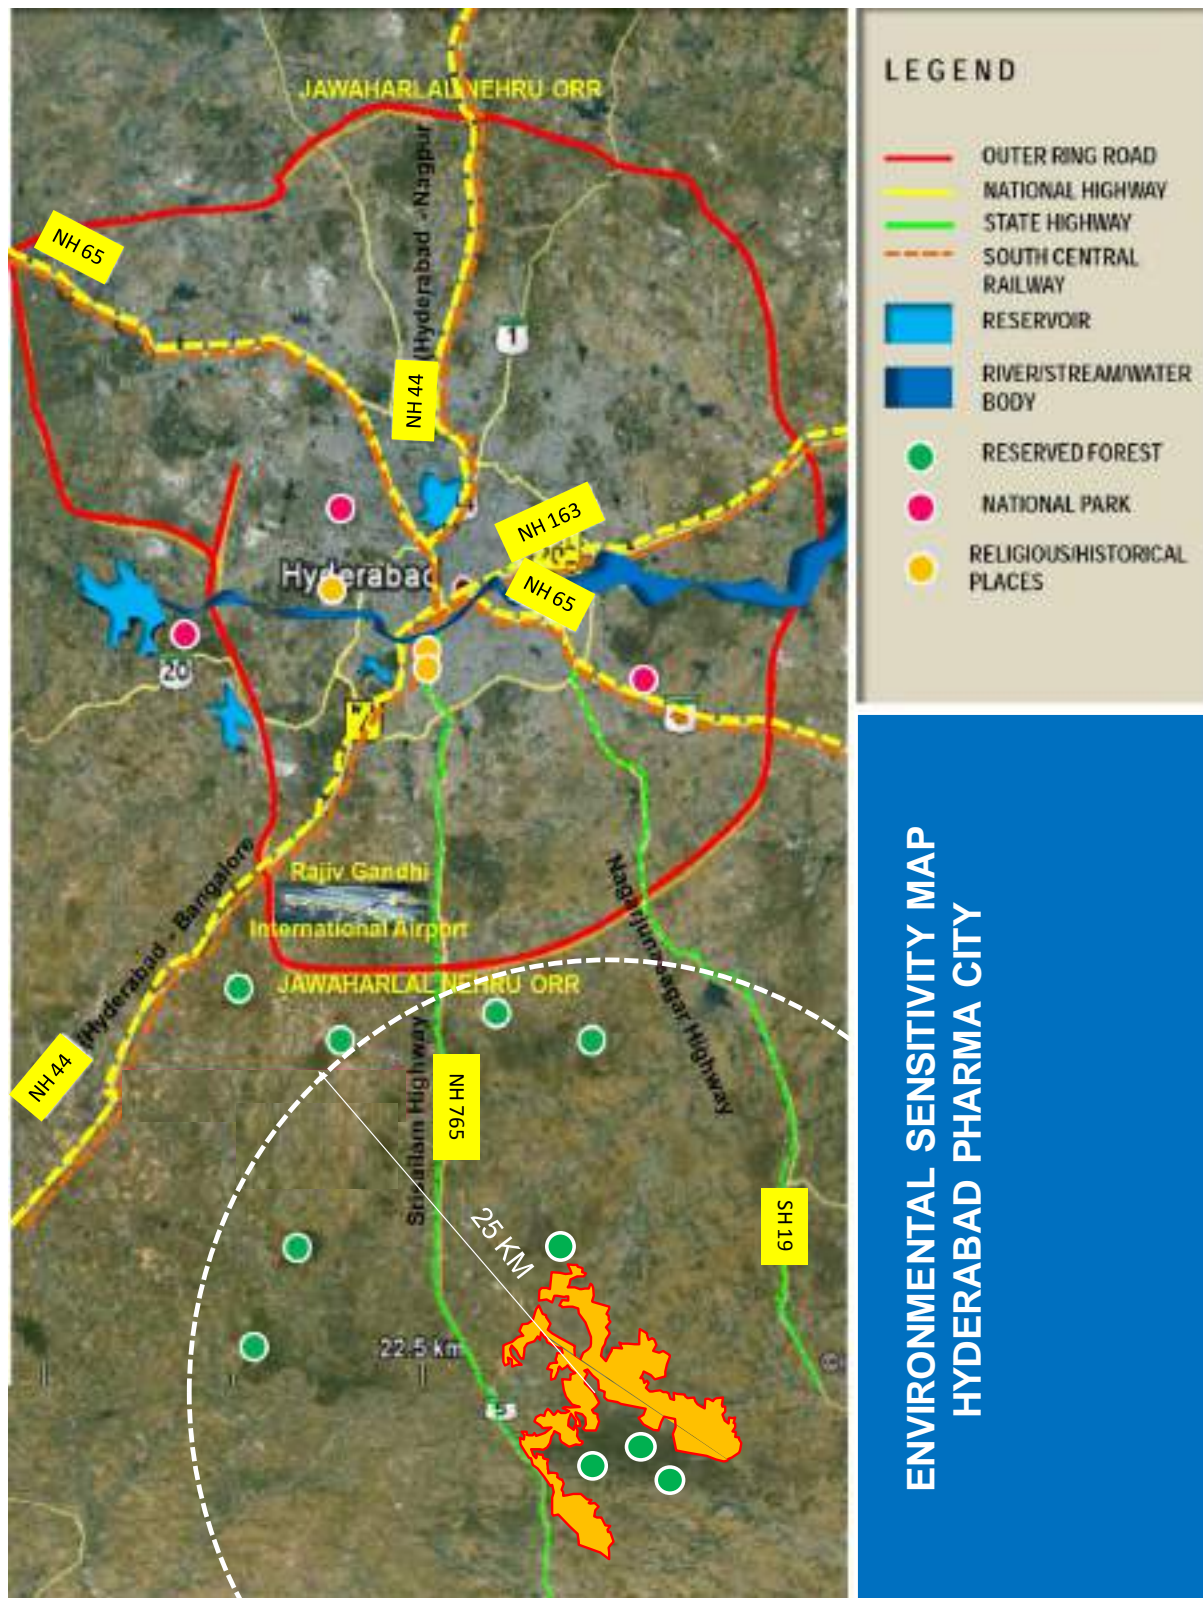 JAWAHARLAL NEHRU ORR
(Hyderabad - Nagpur
NH 65
1
NH 44
NH 163
Hyderabad
NH 65
20
7
Rajiv Gandhi
International Airport
(Hyderabad - Bangalore
Nagarjunsagar Highway
JAWAHARLAL NEHRU ORR
NH 44
Srisailam Highway
NH 765
SH 19
25 KM
22.5 km
5
LEGEND
OUTER RING ROAD
NATIONAL HIGHWAY
STATE HIGHWAY
SOUTH CENTRAL
RAILWAY
RESERVOIR
RIVER/STREAM/WATER
BODY
RESERVED FOREST
NATIONAL PARK
RELIGIOUS/HISTORICAL
PLACES
ENVIRONMENTAL SENSITIVITY MAP
HYDERABAD PHARMA CITY